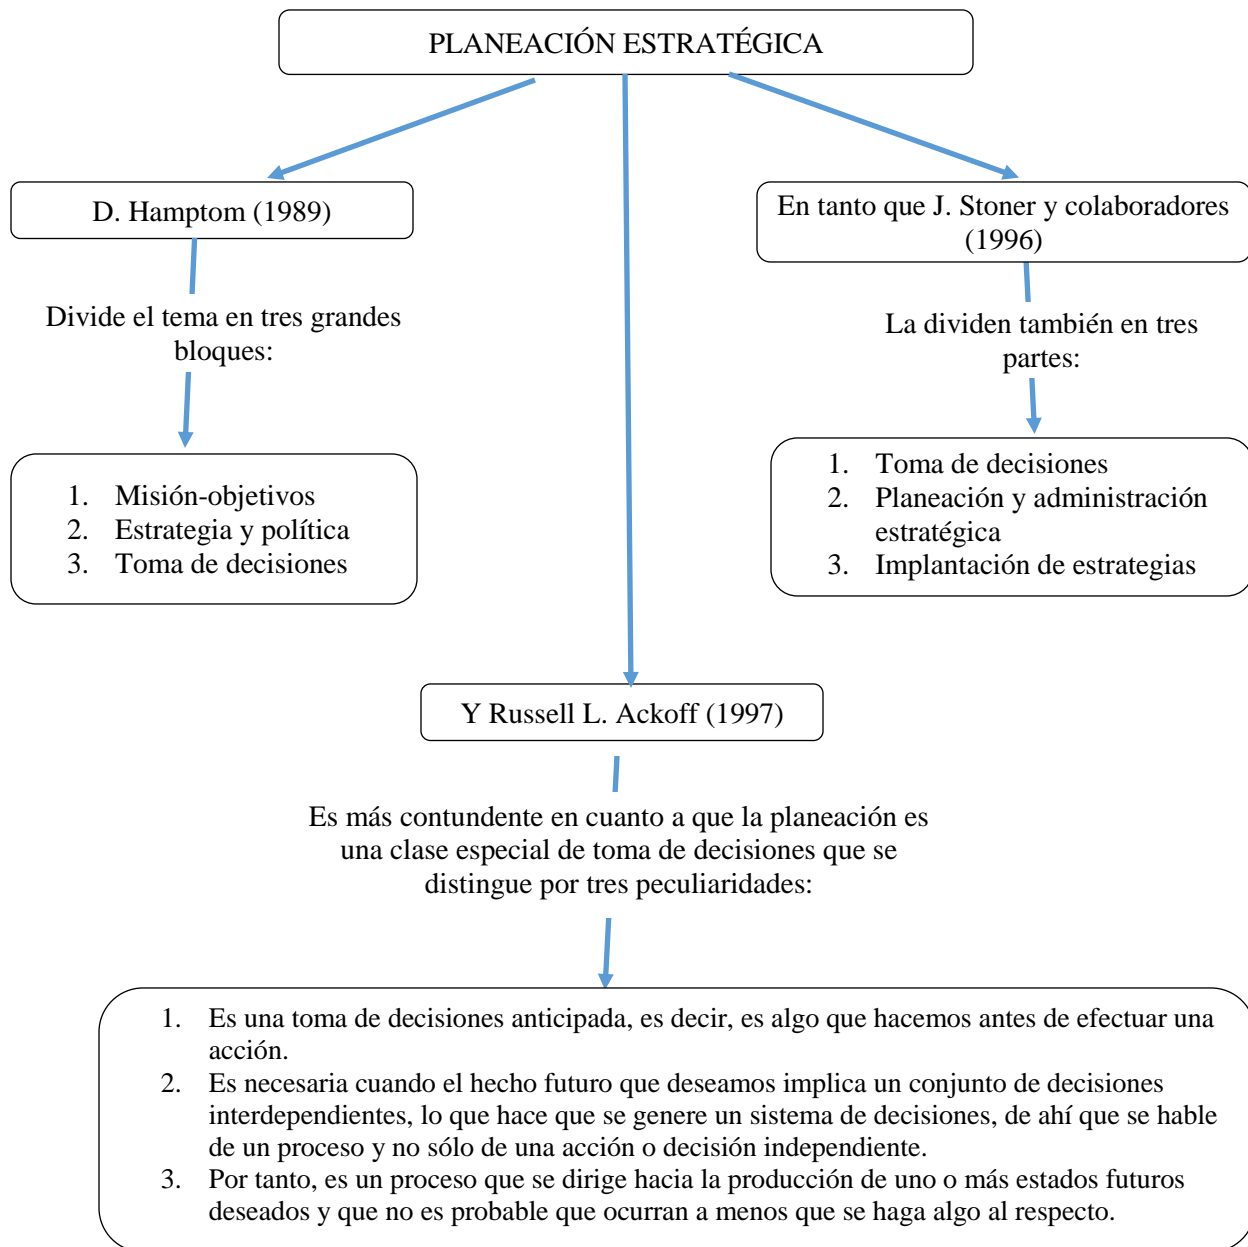 PLANEACIÓN ESTRATÉGICA
D. Hamptom (1989)
Divide el tema en tres grandes
bloques:
1. Misión-objetivos
2. Estrategia y política
3. Toma de decisiones
En tanto que J. Stoner y colaboradores
(1996)
La dividen también en tres
partes:
1. Toma de decisiones
2. Planeación y administración
estratégica
3. Implantación de estrategias
Y Russell L. Ackoff (1997)
Es más contundente en cuanto a que la planeación es
una clase especial de toma de decisiones que se
distingue por tres peculiaridades:
1. Es una toma de decisiones anticipada, es decir, es algo que hacemos antes de efectuar una
acción.
2. Es necesaria cuando el hecho futuro que deseamos implica un conjunto de decisiones
interdependientes, lo que hace que se genere un sistema de decisiones, de ahí que se hable
de un proceso y no sólo de una acción o decisión independiente.
3. Por tanto, es un proceso que se dirige hacia la producción de uno o más estados futuros
deseados y que no es probable que ocurran a menos que se haga algo al respecto.